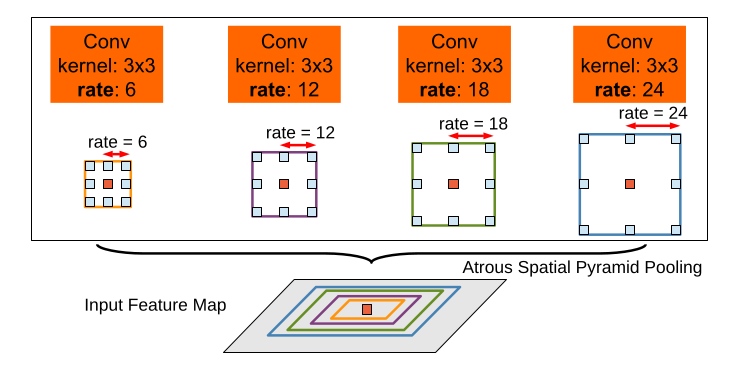 Conv
kernel: 3x3
rate: 6
Conv
kernel: 3x3
rate: 12
Conv
kernel: 3x3
rate: 18
Conv
kernel: 3x3
rate: 24
rate = 6
rate = 12
rate = 18
rate = 24
Atrous Spatial Pyramid Pooling
Input Feature Map